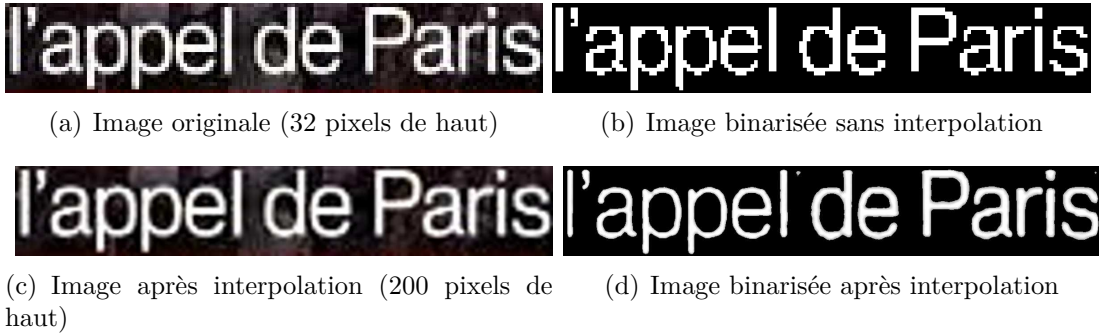 l'appel de Paris
l'appel de Paris
(a) Image originale (32 pixels de haut)
(b) Image binarisée sans interpolation
l'appel de Paris
l'appel de Paris
(c) Image après interpolation (200 pixels de
haut)
(d) Image binarisée après interpolation